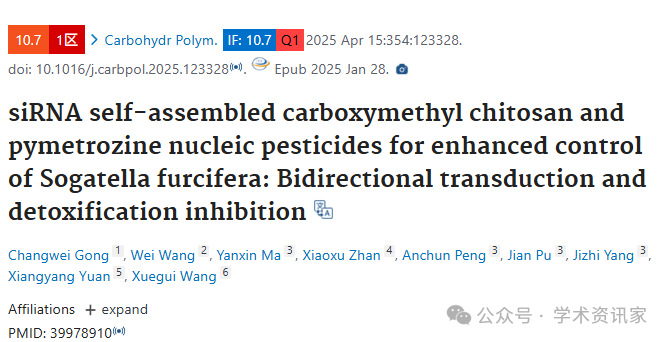 10.7 1区 Carbohydr Polym. IF: 10.7 Q1 2025 Apr 15:354:123328.
doi: 10.1016/j.carbpol.2025.123328. Epub 2025 Jan 28.
siRNA self-assembled carboxymethyl chitosan and
pymetrozine nucleic pesticides for enhanced control
of Sogatella furcifera: Bidirectional transduction and
detoxification inhibition
Changwei Gong 1, Wei Wang 2, Yanxin Ma 3, Xiaoxu Zhan 4, Anchun Peng 3, Jian Pu 3, Jizhi Yang 3,
Xiangyang Yuan 5, Xuegui Wang 6
Affiliations + expand
PMID: 39978910
公众号 · 学术资讯家